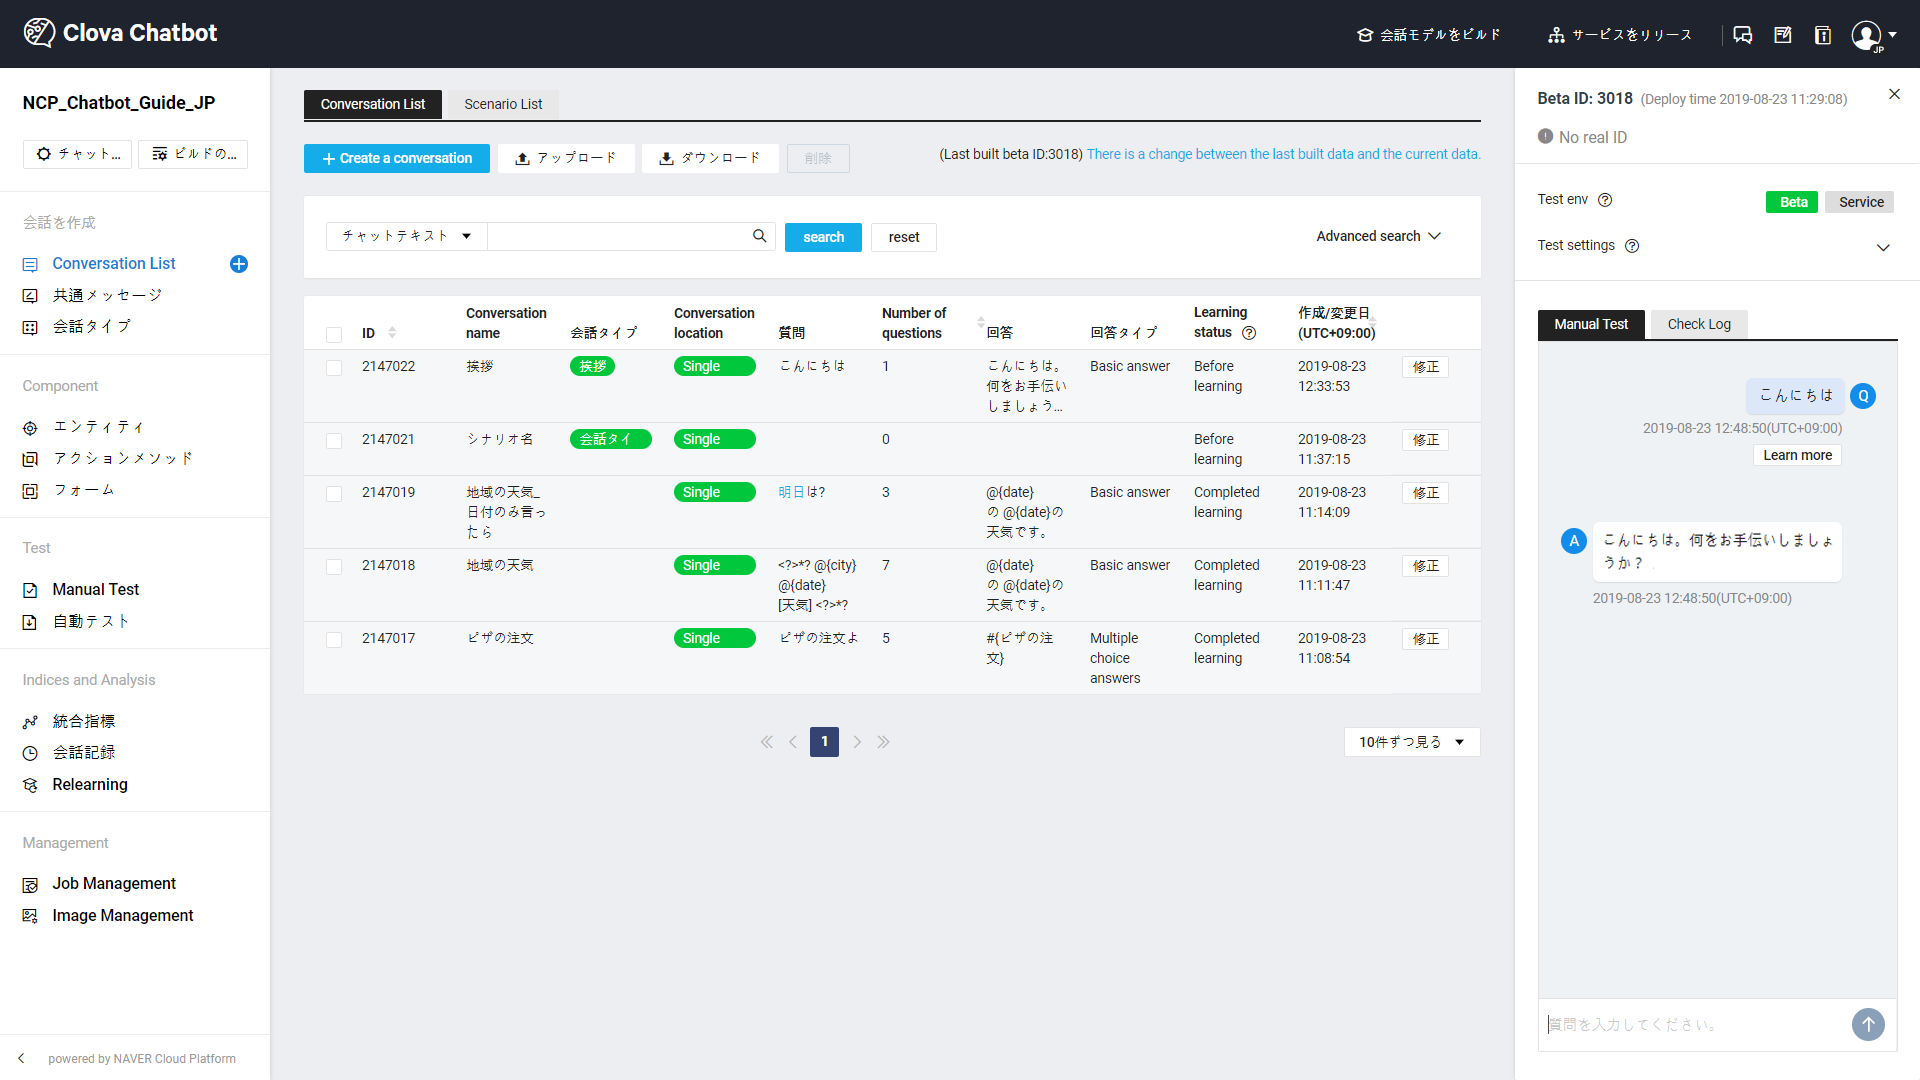 Clova Chatbot
会話モデルをビルド
サービスをリリース
JP
NCP_Chatbot_Guide_JP
チャット...
ビルドの...
会話を作成
Conversation List
共通メッセージ
会話タイプ
Component
エンティティ
アクションメソッド
フォーム
Test
Manual Test
自動テスト
Indices and Analysis
統合指標
会話記録
Relearning
Management
Job Management
Image Management
powered by NAVER Cloud Platform
Conversation List
Scenario List
+ Create a conversation
アップロード
ダウンロード
削除
(Last built beta ID:3018) There is a change between the last built data and the current data.
チャットテキスト
search
reset
Advanced search
ID
Conversation
name
会話タイプ
Conversation
location
質問
Number of
questions
回答
回答タイプ
Learning
status
作成/変更日
(UTC+09:00)
2147022
挨拶
挨拶
Single
こんにちは
1
こんにちは。
何をお手伝い
しましょう...
Basic answer
Before
learning
2019-08-23
12:33:53
修正
2147021
シナリオ名
会話タイ
Single
0
Before
learning
2019-08-23
11:37:15
修正
2147019
地域の天気_
日付のみ言っ
たら
Single
明日は?
3
@{date}
の @{date}の
天気です。
Basic answer
Completed
learning
2019-08-23
11:14:09
修正
2147018
地域の天気
Single
<?>*? @{city}
@{date}
[天気] <?>*?
7
@{date}
の @{date}の
天気です。
Basic answer
Completed
learning
2019-08-23
11:11:47
修正
2147017
ピザの注文
Single
ピザの注文よ
5
#{ピザの注
文}
Multiple
choice
answers
Completed
learning
2019-08-23
11:08:54
修正
1
10件ずつ見る
Beta ID: 3018 (Deploy time 2019-08-23 11:29:08)
No real ID
Test env
Beta
Service
Test settings
Manual Test
Check Log
こんにちは
Q
2019-08-23 12:48:50(UTC+09:00)
Learn more
A
こんにちは。何をお手伝いしましょ
うか？
2019-08-23 12:48:50(UTC+09:00)
質問を入力してください。